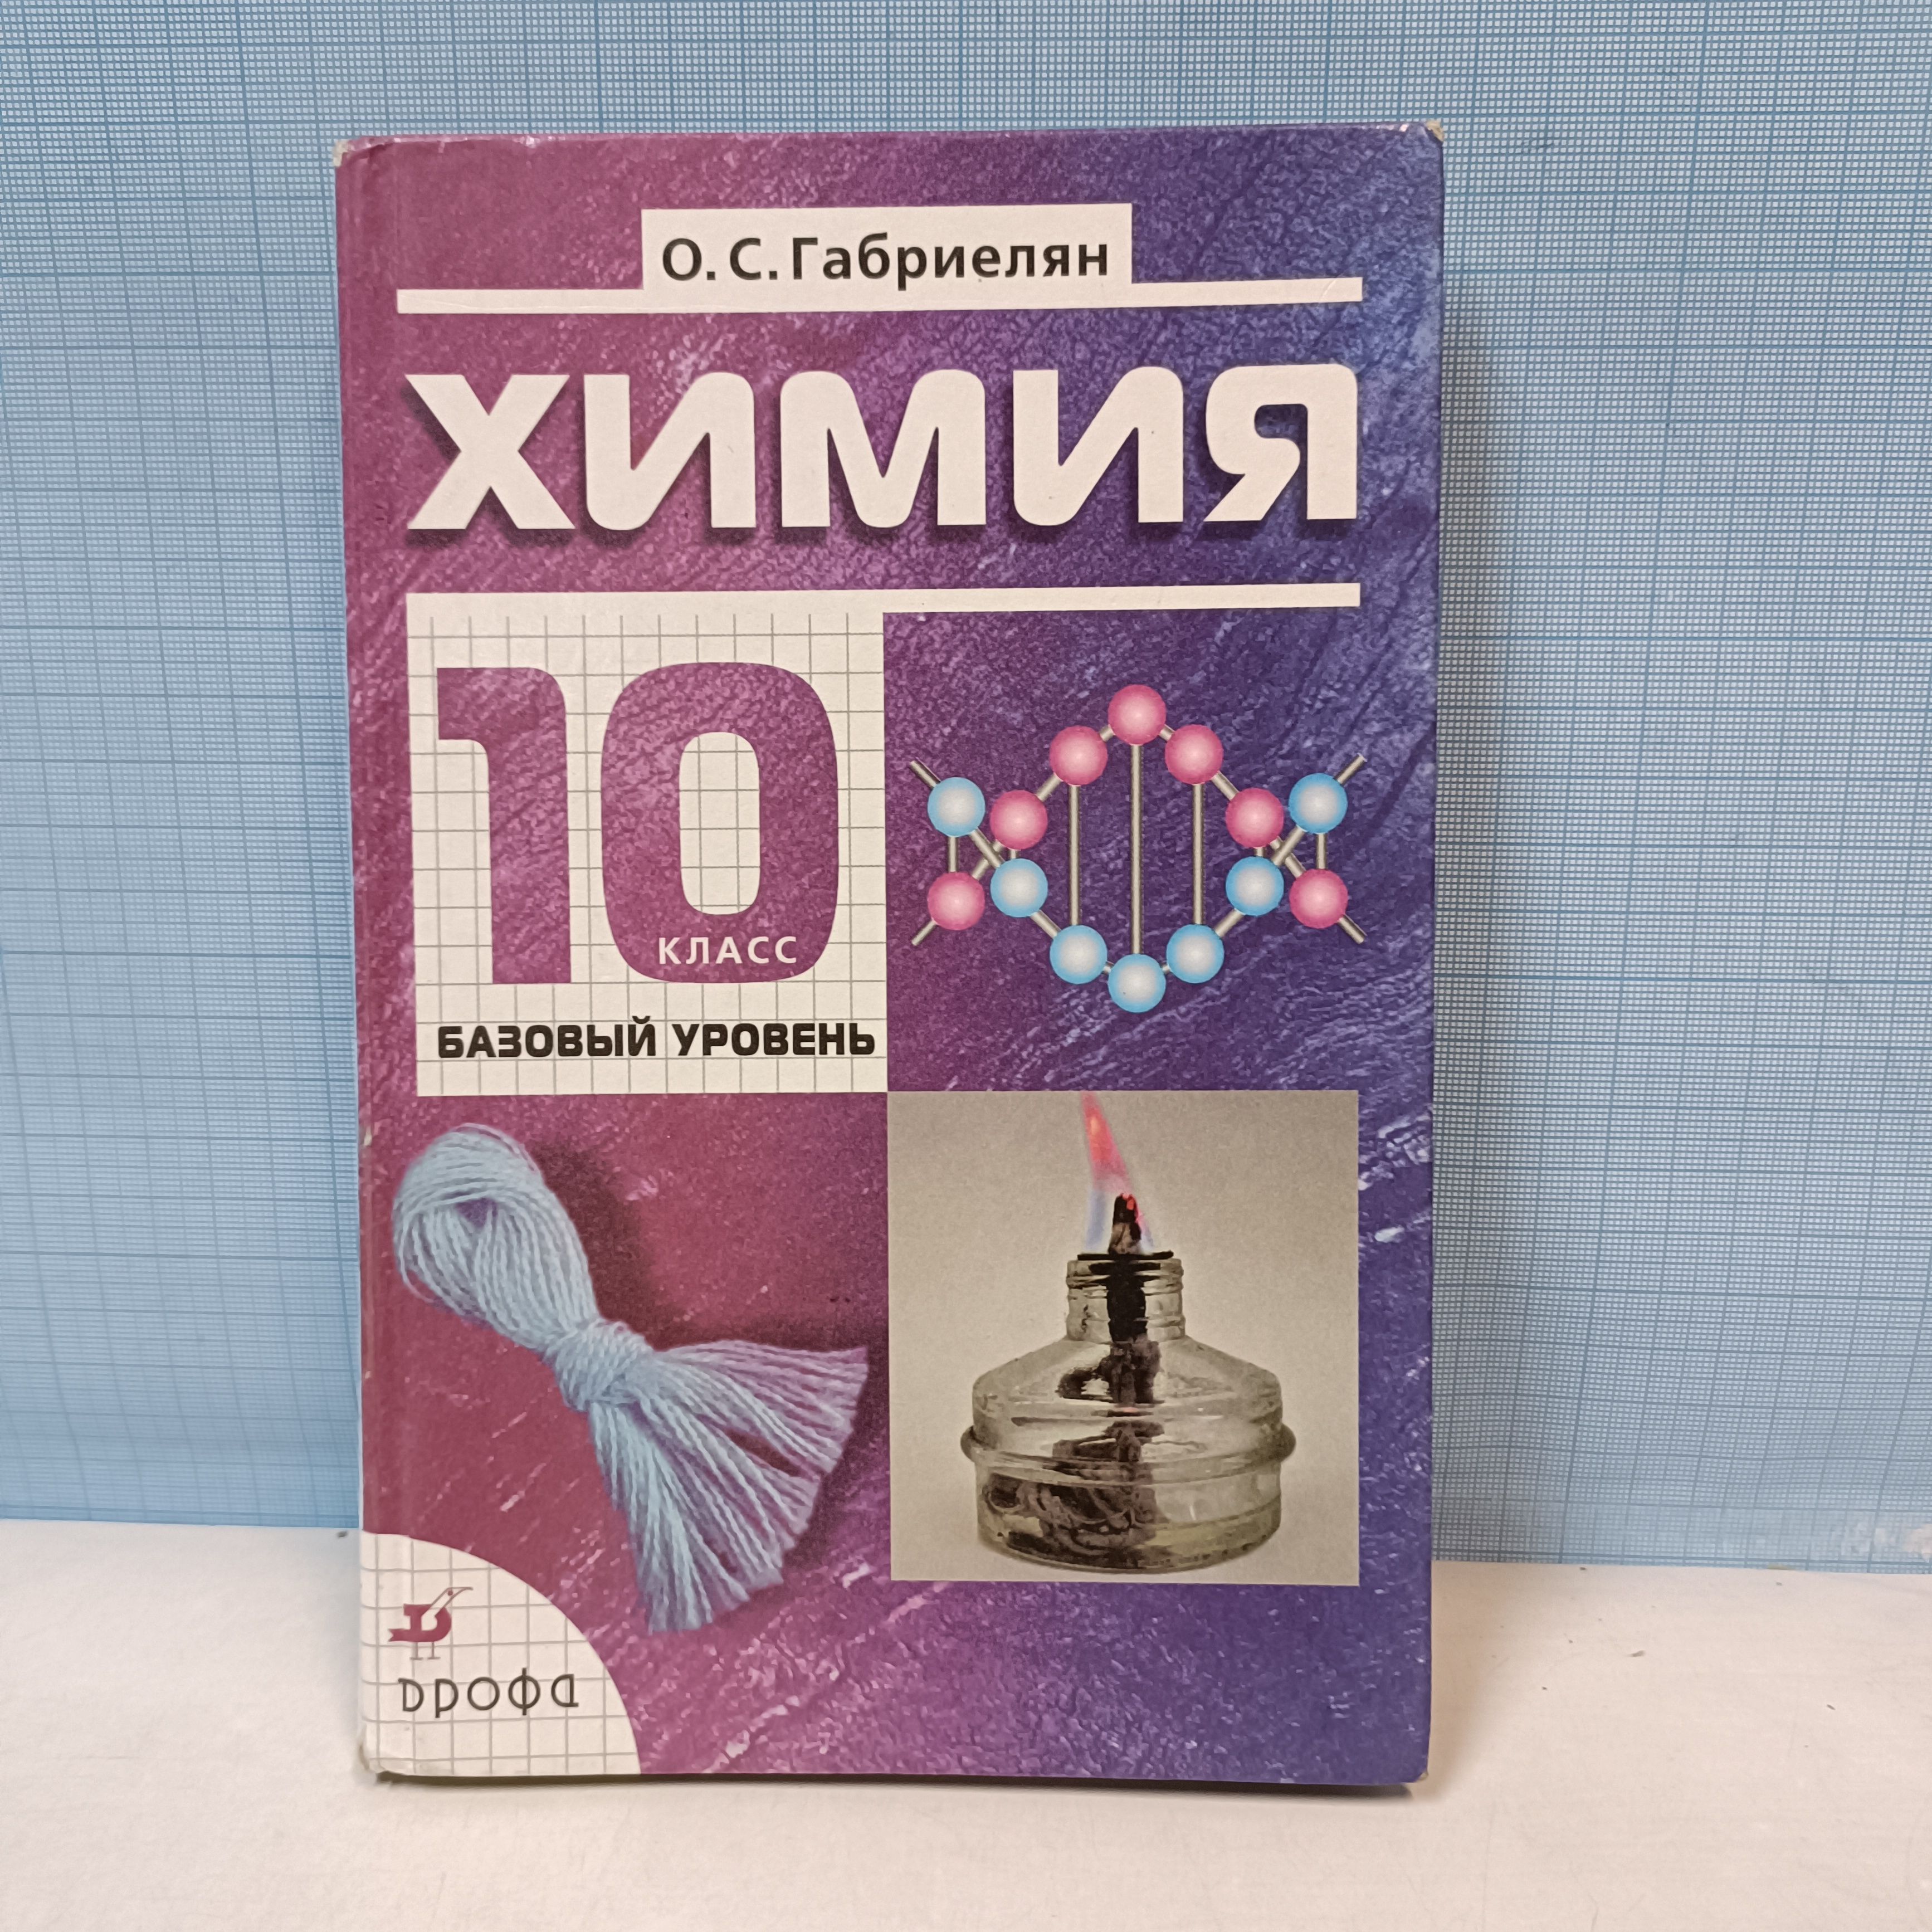 О. С. Габриелян
ХИМИЯ
10
КЛАСС
БАЗОВЫЙ УРОВЕНЬ
ДРОФА